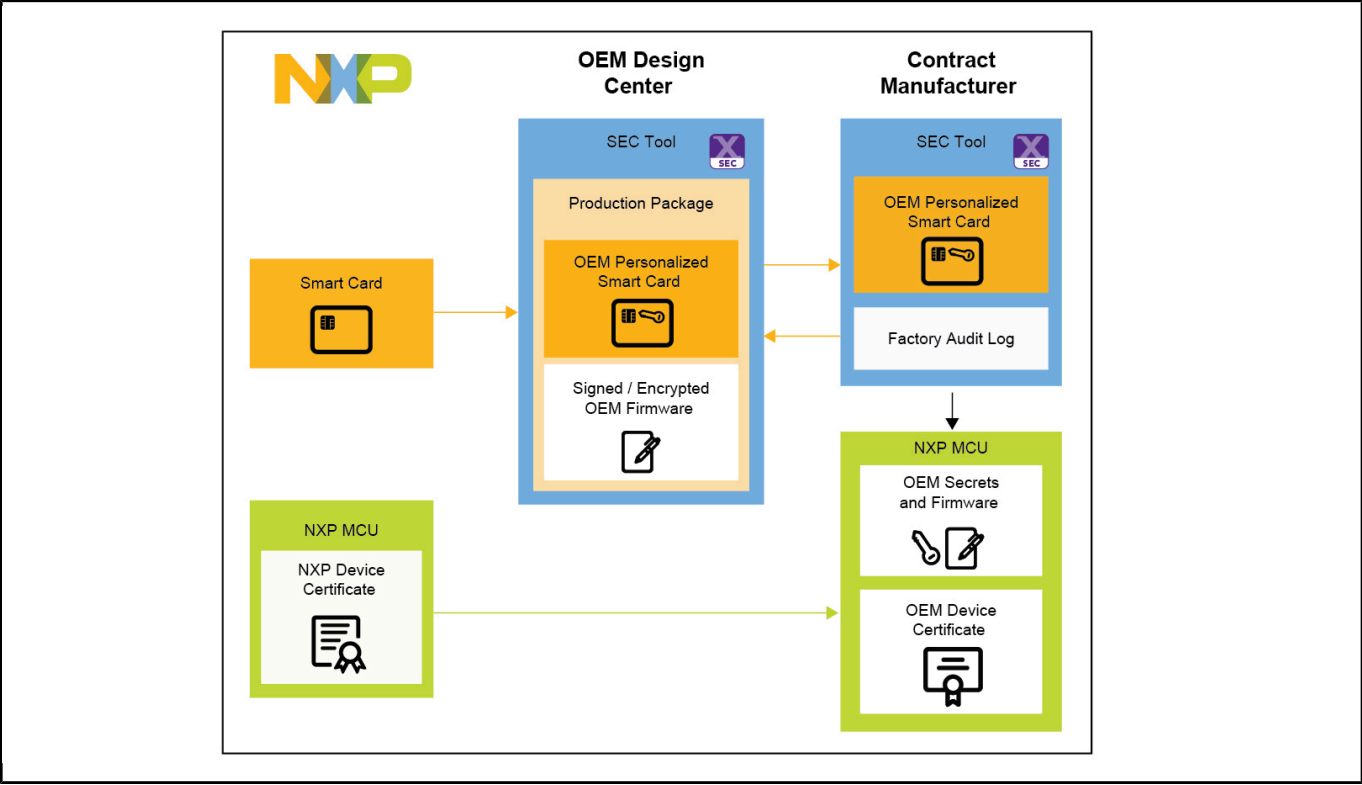 NXP
OEM Design
Center
Contract
Manufacturer
SEC Tool
X
SEC
Production Package
OEM Personalized
Smart Card
Signed / Encrypted
OEM Firmware
SEC Tool
X
SEC
OEM Personalized
Smart Card
Factory Audit Log
Smart Card
NXP MCU
NXP Device
Certificate
NXP MCU
OEM Secrets
and Firmware
OEM Device
Certificate